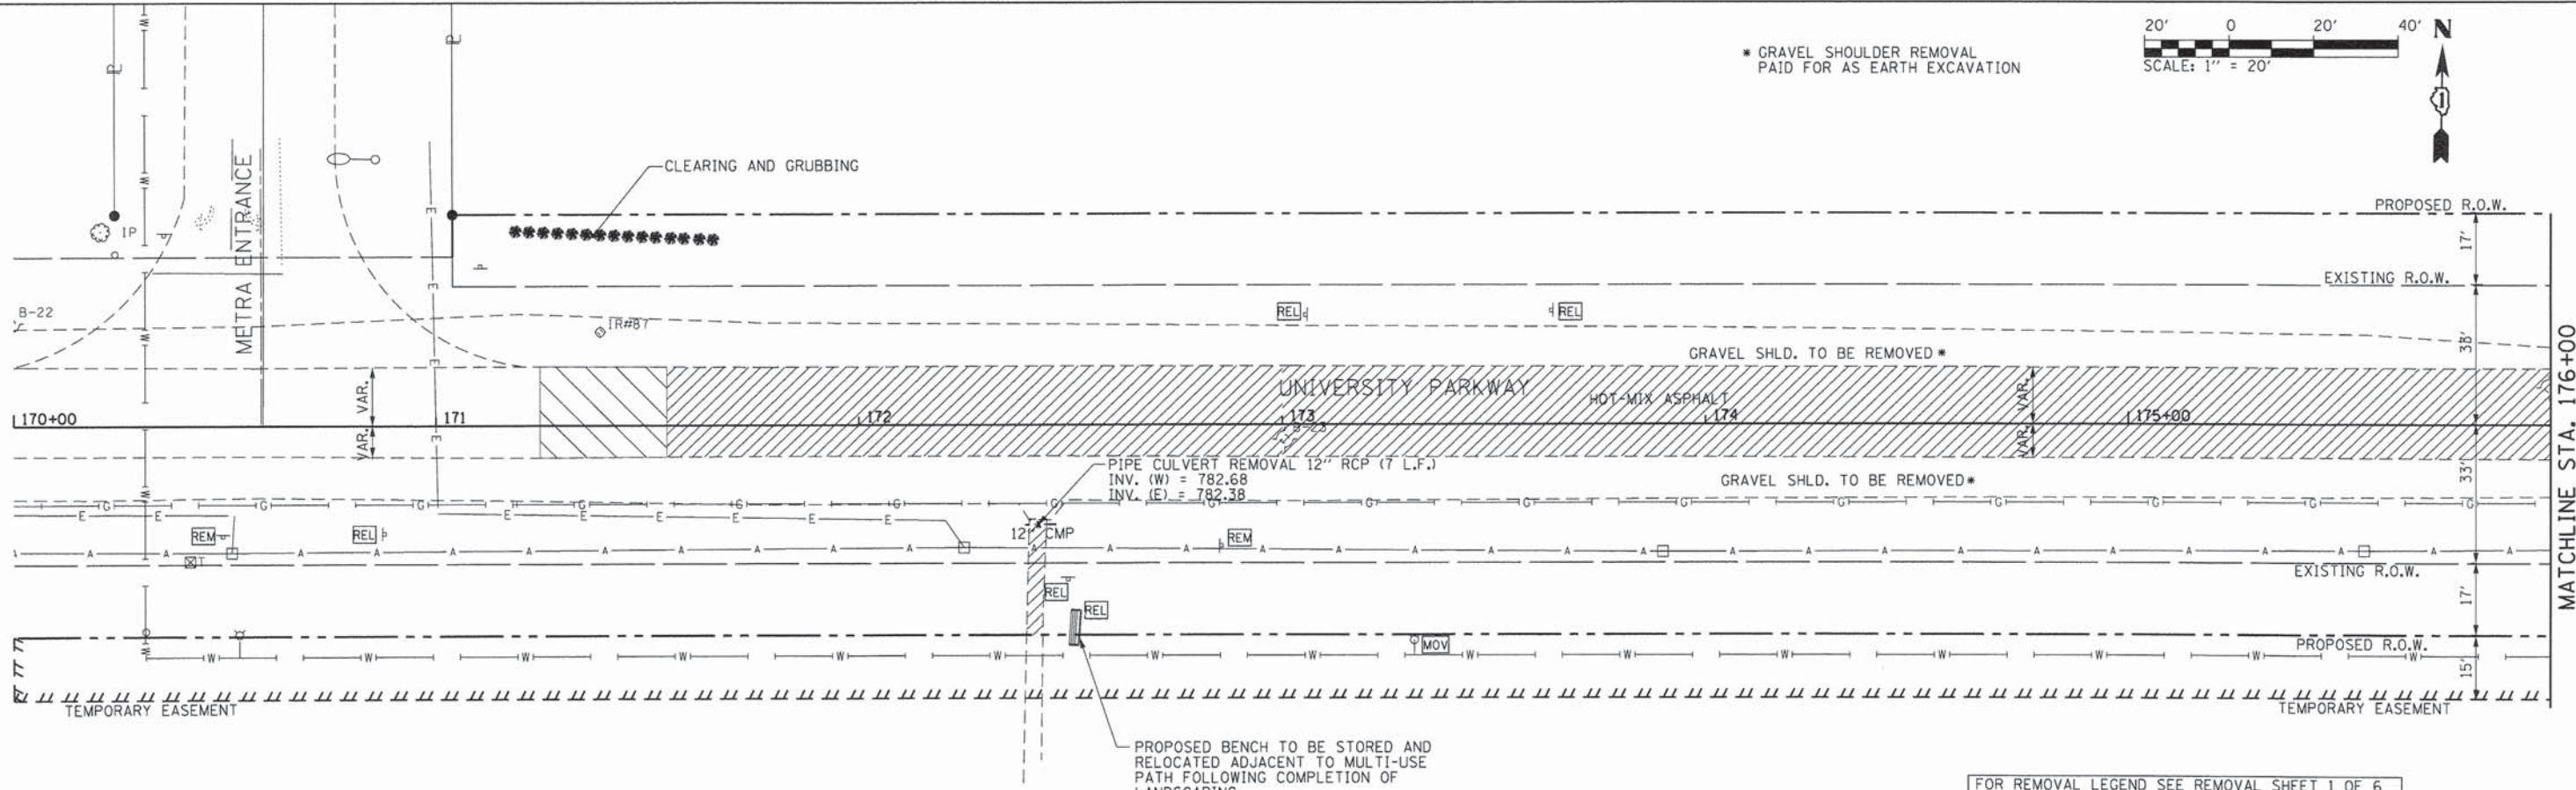 20' 0 20' 40' N
SCALE: 1" = 20'
* GRAVEL SHOULDER REMOVAL
PAID FOR AS EARTH EXCAVATION
CLEARING AND GRUBBING
PROPOSED R.O.W.
17'
EXISTING R.O.W.
METRA ENTRANCE
IP
B-22
IR#87
REL
REL
33'
GRAVEL SHLD. TO BE REMOVED *
UNIVERSITY PARKWAY
HOT-MIX ASPHALT
VAR.
VAR.
VAR.
VAR.
170+00 171 172 173 174 175+00
B-23
MATCHLINE STA. 176+00
PIPE CULVERT REMOVAL 12" RCP (7 L.F.)
INV. (W) = 782.68
INV. (E) = 782.38
GRAVEL SHLD. TO BE REMOVED*
33'
G G G G G G G G G G G G G G G G
E E E E E E E E
REM REL 12" CMP REM
A A A A A A A A A A A A A A A A A A A A A A A A A A A A A A A A
T
EXISTING R.O.W.
REL
REL
17'
MOV
PROPOSED R.O.W.
W W W W W W W W W W W W W W W
15'
TEMPORARY EASEMENT
TEMPORARY EASEMENT
PROPOSED BENCH TO BE STORED AND
RELOCATED ADJACENT TO MULTI-USE
PATH FOLLOWING COMPLETION OF
FOR REMOVAL LEGEND SEE REMOVAL SHEET 1 OF 6